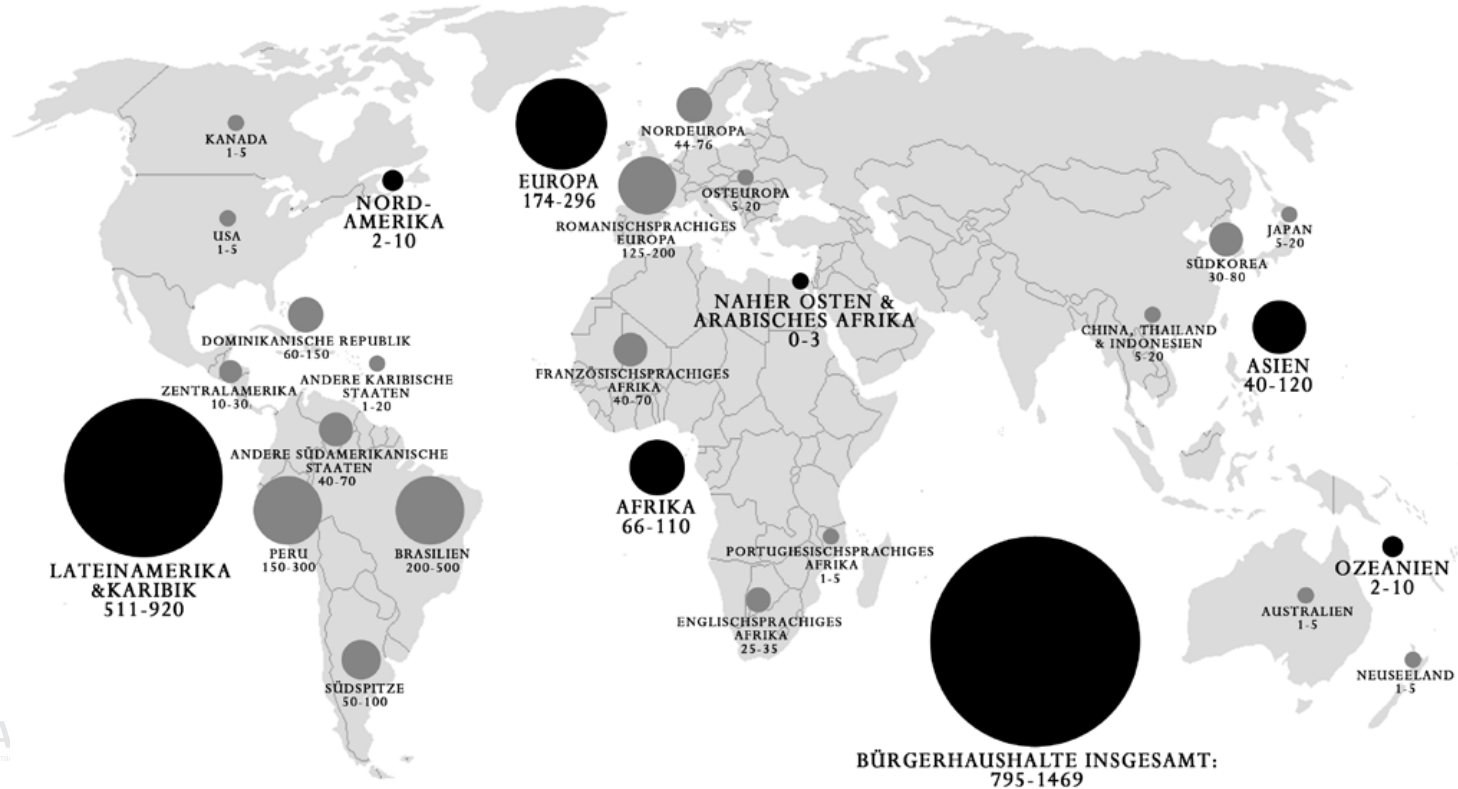 KANADA
1-5
NORD-
AMERIKA
2-10
USA
1-5
DOMINIKANISCHE REPUBLIK
60-150
ZENTRALAMERIKA
10-30
ANDERE KARIBISCHE
STAATEN
1-20
ANDERE SÜDAMERIKANISCHE
STAATEN
40-70
LATEINAMERIKA
&KARIBIK
511-920
PERU
150-300
BRASILIEN
200-500
SÜDSPITZE
50-100
EUROPA
174-296
NORDEUROPA
44-76
OSTEUROPA
5-20
ROMANISCHSPRACHIGES
EUROPA
125-200
NAHER OSTEN &
ARABISCHES AFRIKA
0-3
FRANZÖSISCHSPRACHIGES
AFRIKA
40-70
AFRIKA
66-110
PORTUGIESISCHSPRACHIGES
AFRIKA
1-5
ENGLISCHSPRACHIGES
AFRIKA
25-35
JAPAN
5-20
SÜDKOREA
30-80
CHINA, THAILAND
& INDONESIEN
5-20
ASIEN
40-120
OZEANIEN
2-10
AUSTRALIEN
1-5
NEUSEELAND
1-5
BÜRGERHAUSHALTE INSGESAMT:
795-1469